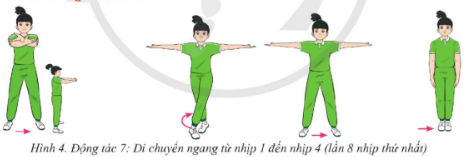 Hình 4. Động tác 7: Di chuyển ngang từ nhịp 1 đến nhịp 4 (lần 8 nhịp thứ nhất)